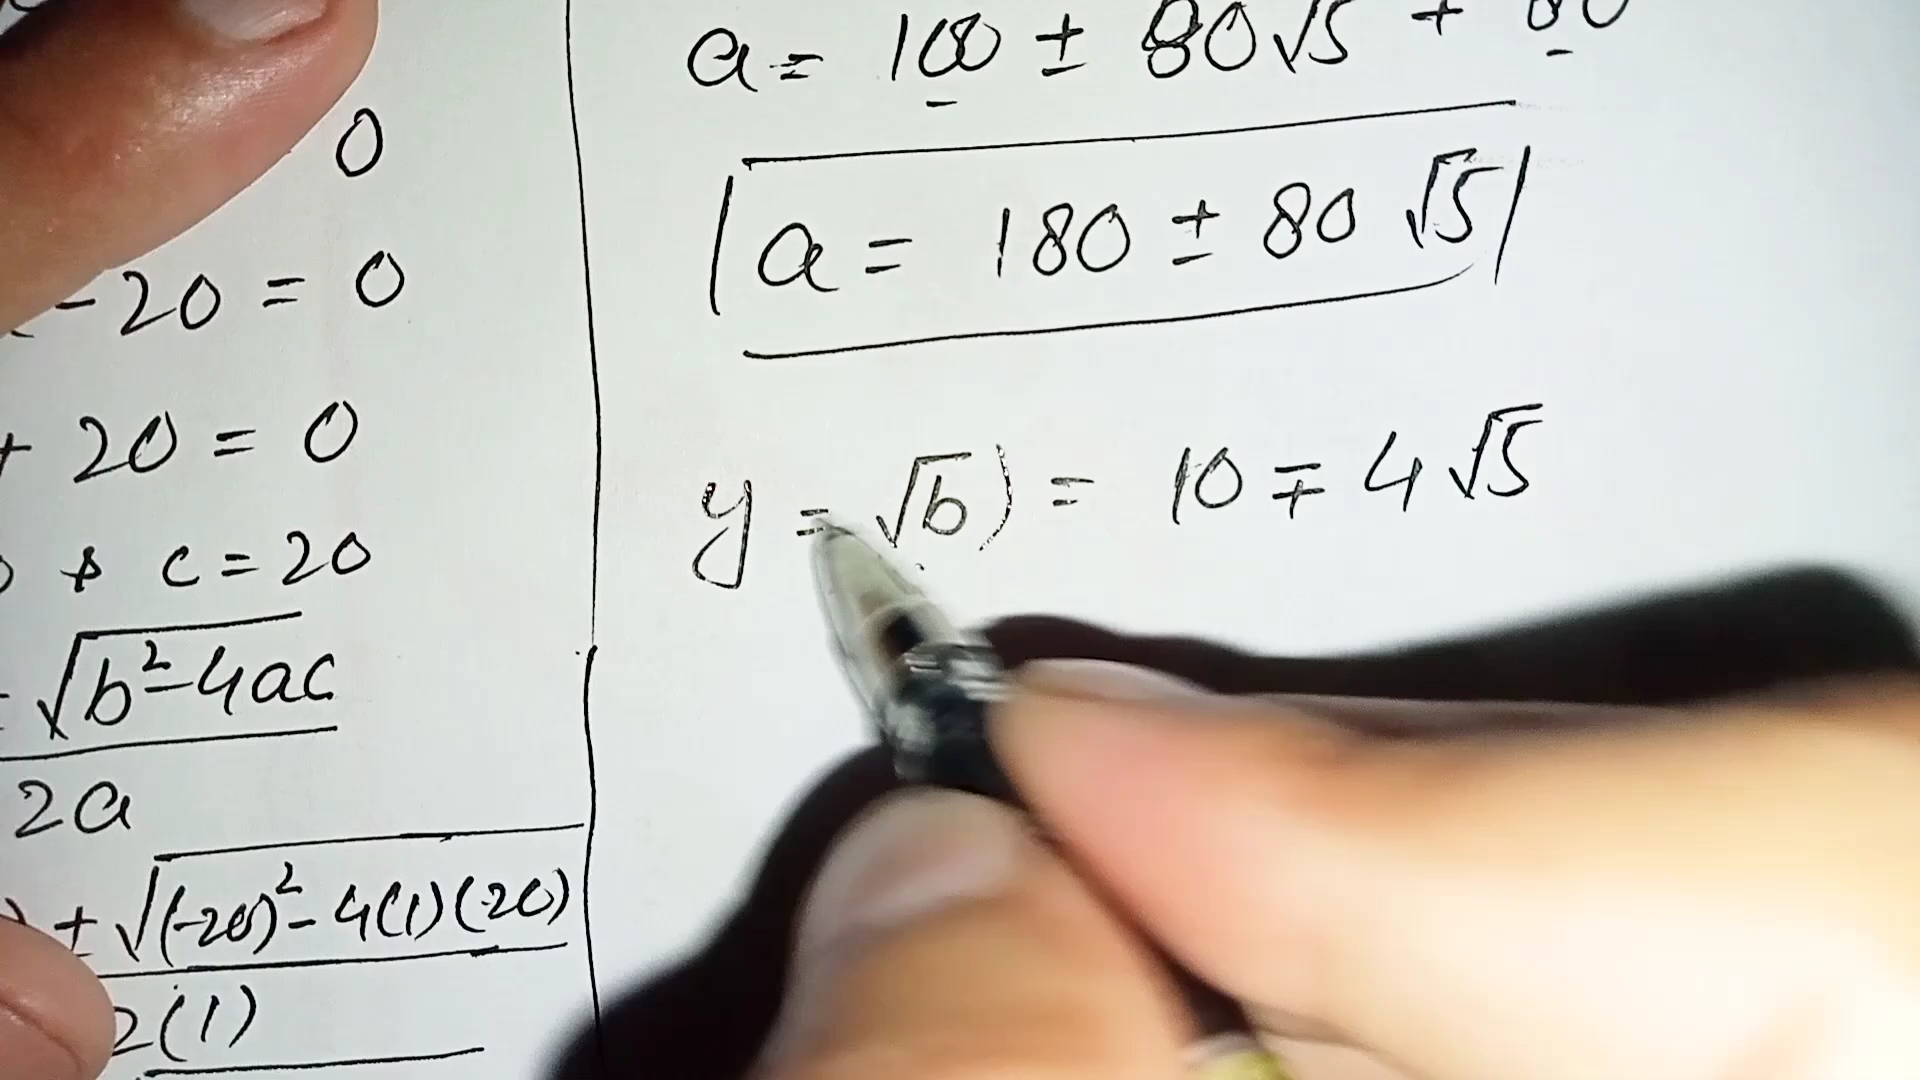 0
-20 = 0
+ 20 = 0
c = 20
√b²-4ac
2a
± √(-20)²- 4(1)(20)
2(1)
a = 100 ± 80√5 + 80
a = 180 ± 80 √5
y = √b) = 10 ∓ 4√5